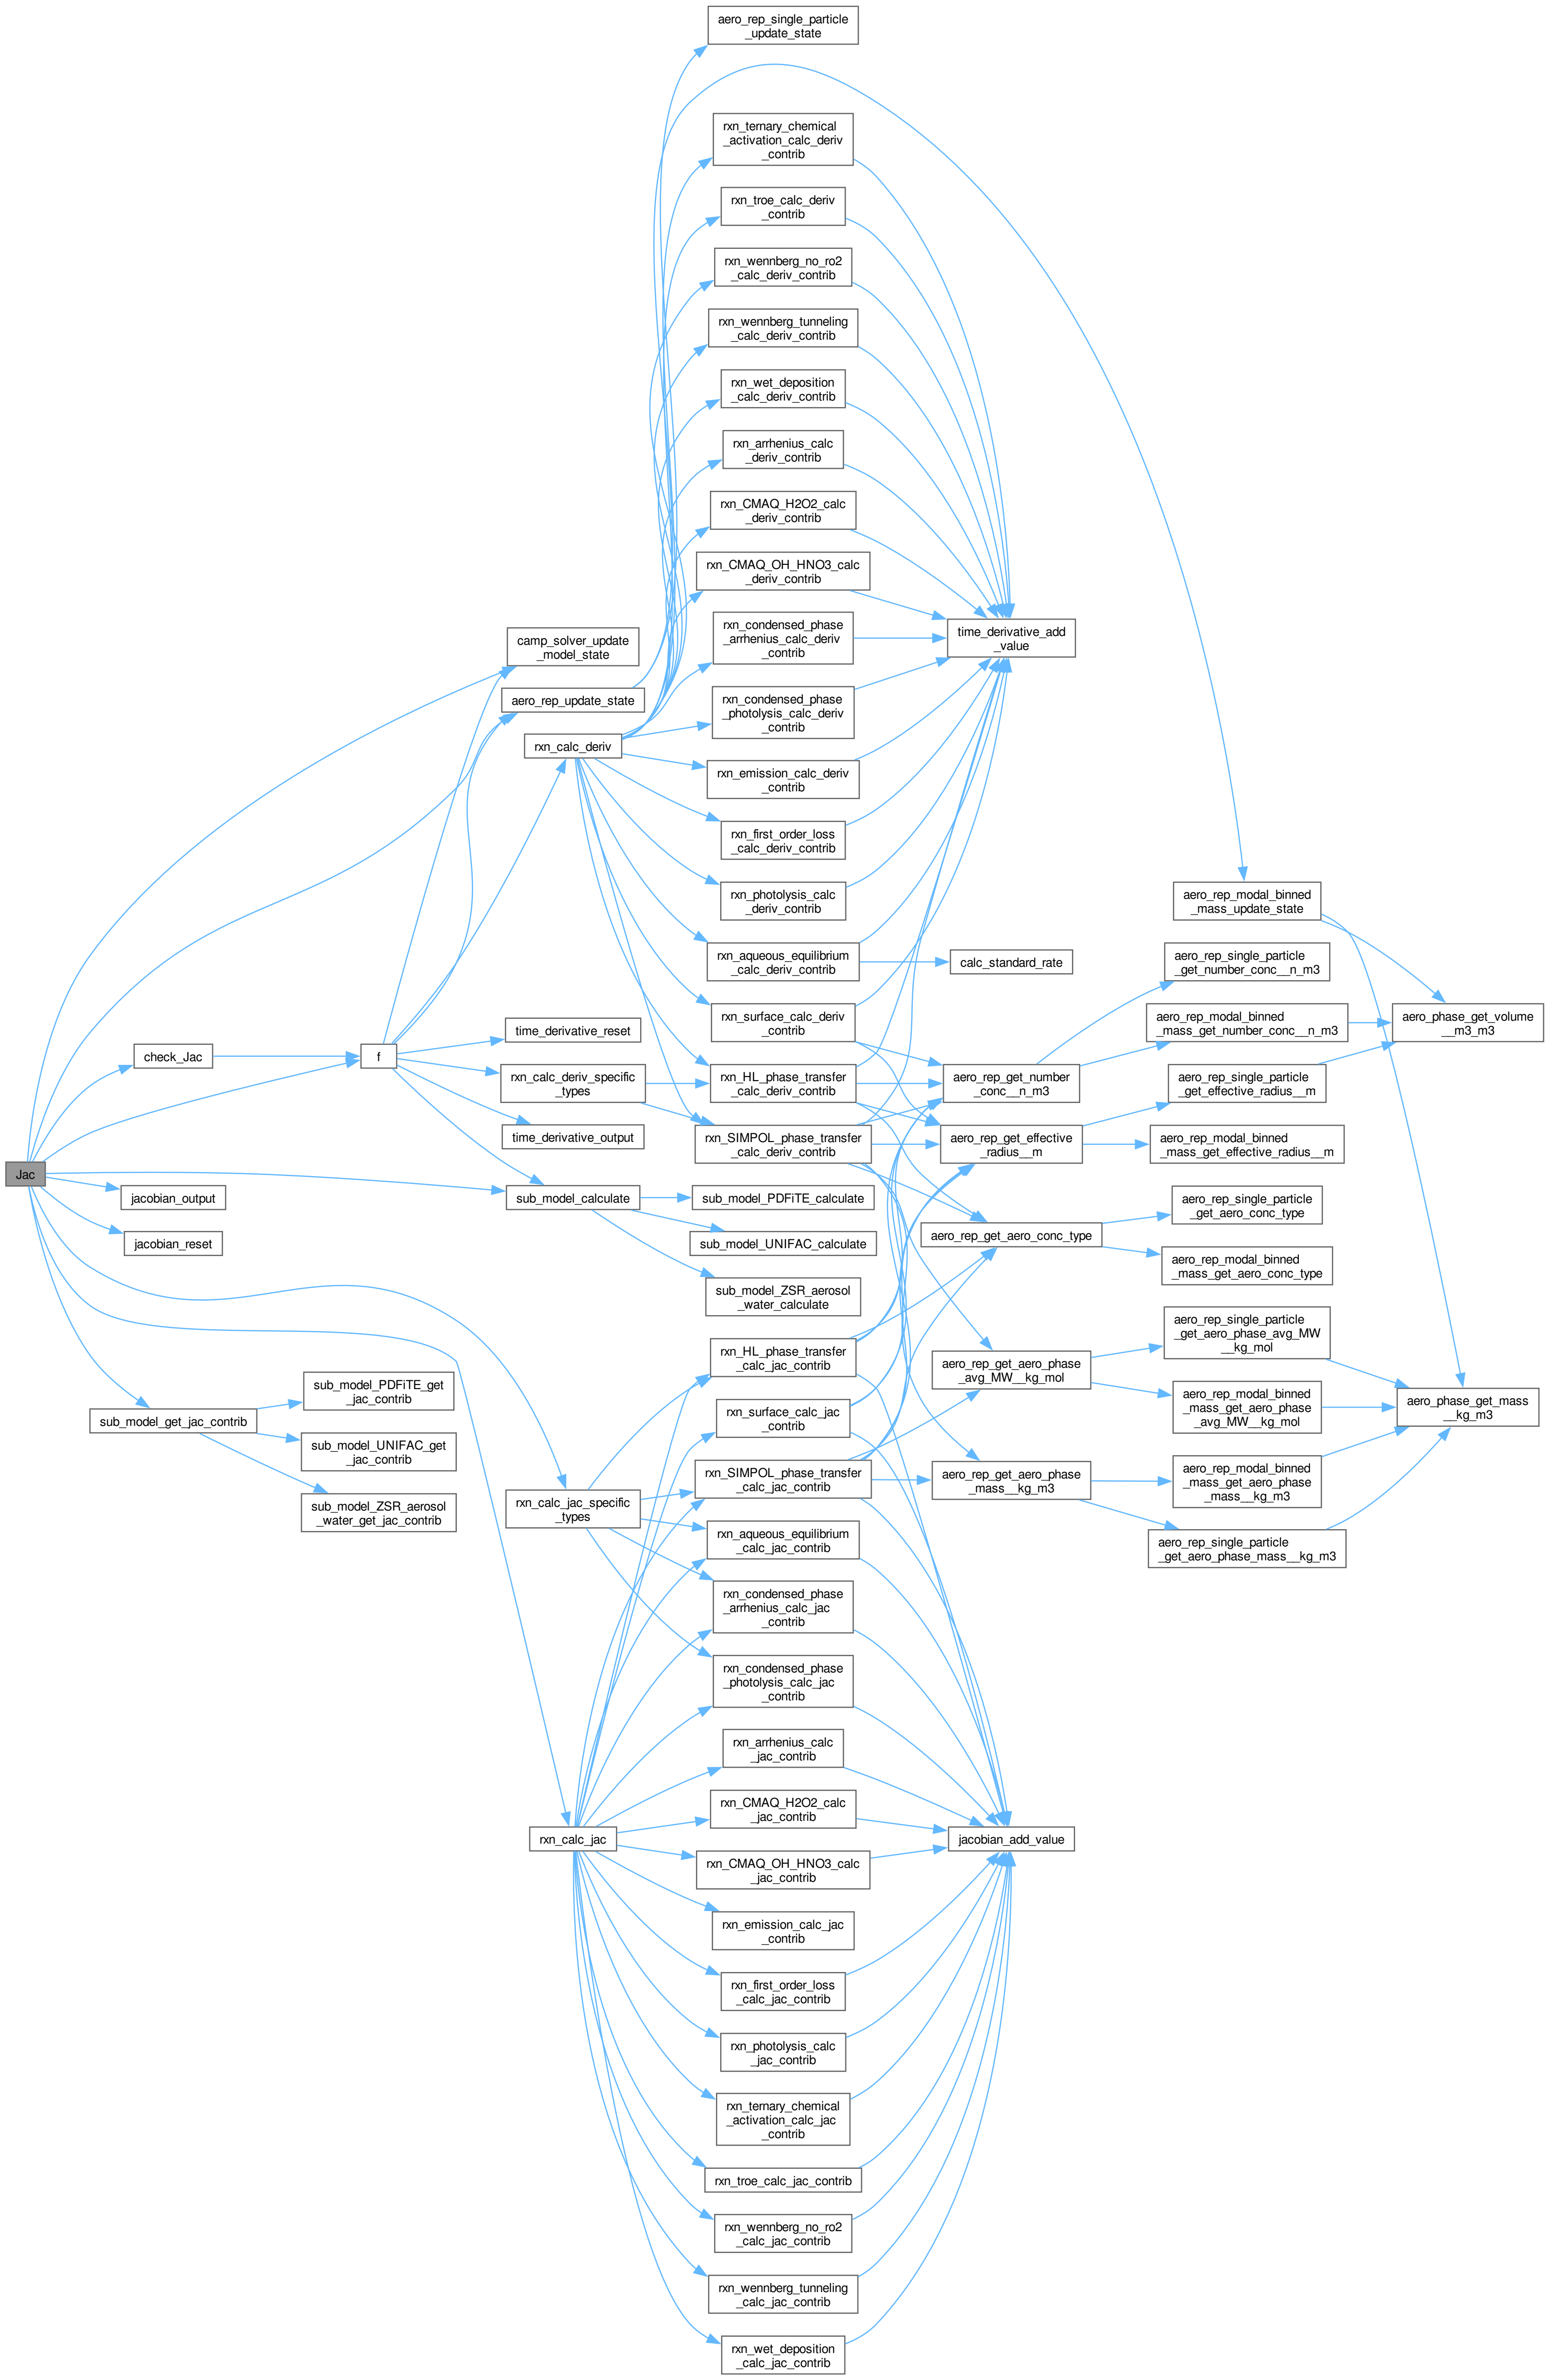 aero_rep_single_particle
_update_state
rxn_ternary_chemical
_activation_calc_deriv
_contrib
rxn_troe_calc_deriv
_contrib
rxn_wennberg_no_ro2
_calc_deriv_contrib
rxn_wennberg_tunneling
_calc_deriv_contrib
rxn_wet_deposition
_calc_deriv_contrib
rxn_arrhenius_calc
_deriv_contrib
rxn_CMAQ_H2O2_calc
_deriv_contrib
rxn_CMAQ_OH_HNO3_calc
_deriv_contrib
rxn_condensed_phase
_arrhenius_calc_deriv
_contrib
time_derivative_add
_value
camp_solver_update
_model_state
aero_rep_update_state
rxn_condensed_phase
_photolysis_calc_deriv
_contrib
rxn_calc_deriv
rxn_emission_calc_deriv
_contrib
rxn_first_order_loss
_calc_deriv_contrib
rxn_photolysis_calc
_deriv_contrib
aero_rep_modal_binned
_mass_update_state
rxn_aqueous_equilibrium
_calc_deriv_contrib
calc_standard_rate
aero_rep_single_particle
_get_number_conc__n_m3
rxn_surface_calc_deriv
_contrib
aero_rep_modal_binned
_mass_get_number_conc__n_m3
aero_phase_get_volume
__m3_m3
time_derivative_reset
check_Jac
f
rxn_calc_deriv_specific
_types
rxn_HL_phase_transfer
_calc_deriv_contrib
aero_rep_get_number
_conc__n_m3
aero_rep_single_particle
_get_effective_radius__m
time_derivative_output
rxn_SIMPOL_phase_transfer
_calc_deriv_contrib
aero_rep_get_effective
_radius__m
aero_rep_modal_binned
_mass_get_effective_radius__m
Jac
jacobian_output
sub_model_calculate
sub_model_PDFiTE_calculate
aero_rep_single_particle
_get_aero_conc_type
jacobian_reset
sub_model_UNIFAC_calculate
aero_rep_get_aero_conc_type
aero_rep_modal_binned
_mass_get_aero_conc_type
sub_model_ZSR_aerosol
_water_calculate
rxn_HL_phase_transfer
_calc_jac_contrib
aero_rep_get_aero_phase
_avg_MW__kg_mol
aero_rep_single_particle
_get_aero_phase_avg_MW
__kg_mol
sub_model_PDFiTE_get
_jac_contrib
sub_model_get_jac_contrib
rxn_surface_calc_jac
_contrib
aero_rep_modal_binned
_mass_get_aero_phase
_avg_MW__kg_mol
aero_phase_get_mass
__kg_m3
sub_model_UNIFAC_get
_jac_contrib
rxn_SIMPOL_phase_transfer
_calc_jac_contrib
aero_rep_get_aero_phase
_mass__kg_m3
aero_rep_modal_binned
_mass_get_aero_phase
_mass__kg_m3
sub_model_ZSR_aerosol
_water_get_jac_contrib
rxn_calc_jac_specific
_types
rxn_aqueous_equilibrium
_calc_jac_contrib
aero_rep_single_particle
_get_aero_phase_mass__kg_m3
rxn_condensed_phase
_arrhenius_calc_jac
_contrib
rxn_condensed_phase
_photolysis_calc_jac
_contrib
rxn_arrhenius_calc
_jac_contrib
rxn_CMAQ_H2O2_calc
_jac_contrib
rxn_calc_jac
jacobian_add_value
rxn_CMAQ_OH_HNO3_calc
_jac_contrib
rxn_emission_calc_jac
_contrib
rxn_first_order_loss
_calc_jac_contrib
rxn_photolysis_calc
_jac_contrib
rxn_ternary_chemical
_activation_calc_jac
_contrib
rxn_troe_calc_jac_contrib
rxn_wennberg_no_ro2
_calc_jac_contrib
rxn_wennberg_tunneling
_calc_jac_contrib
rxn_wet_deposition
_calc_jac_contrib